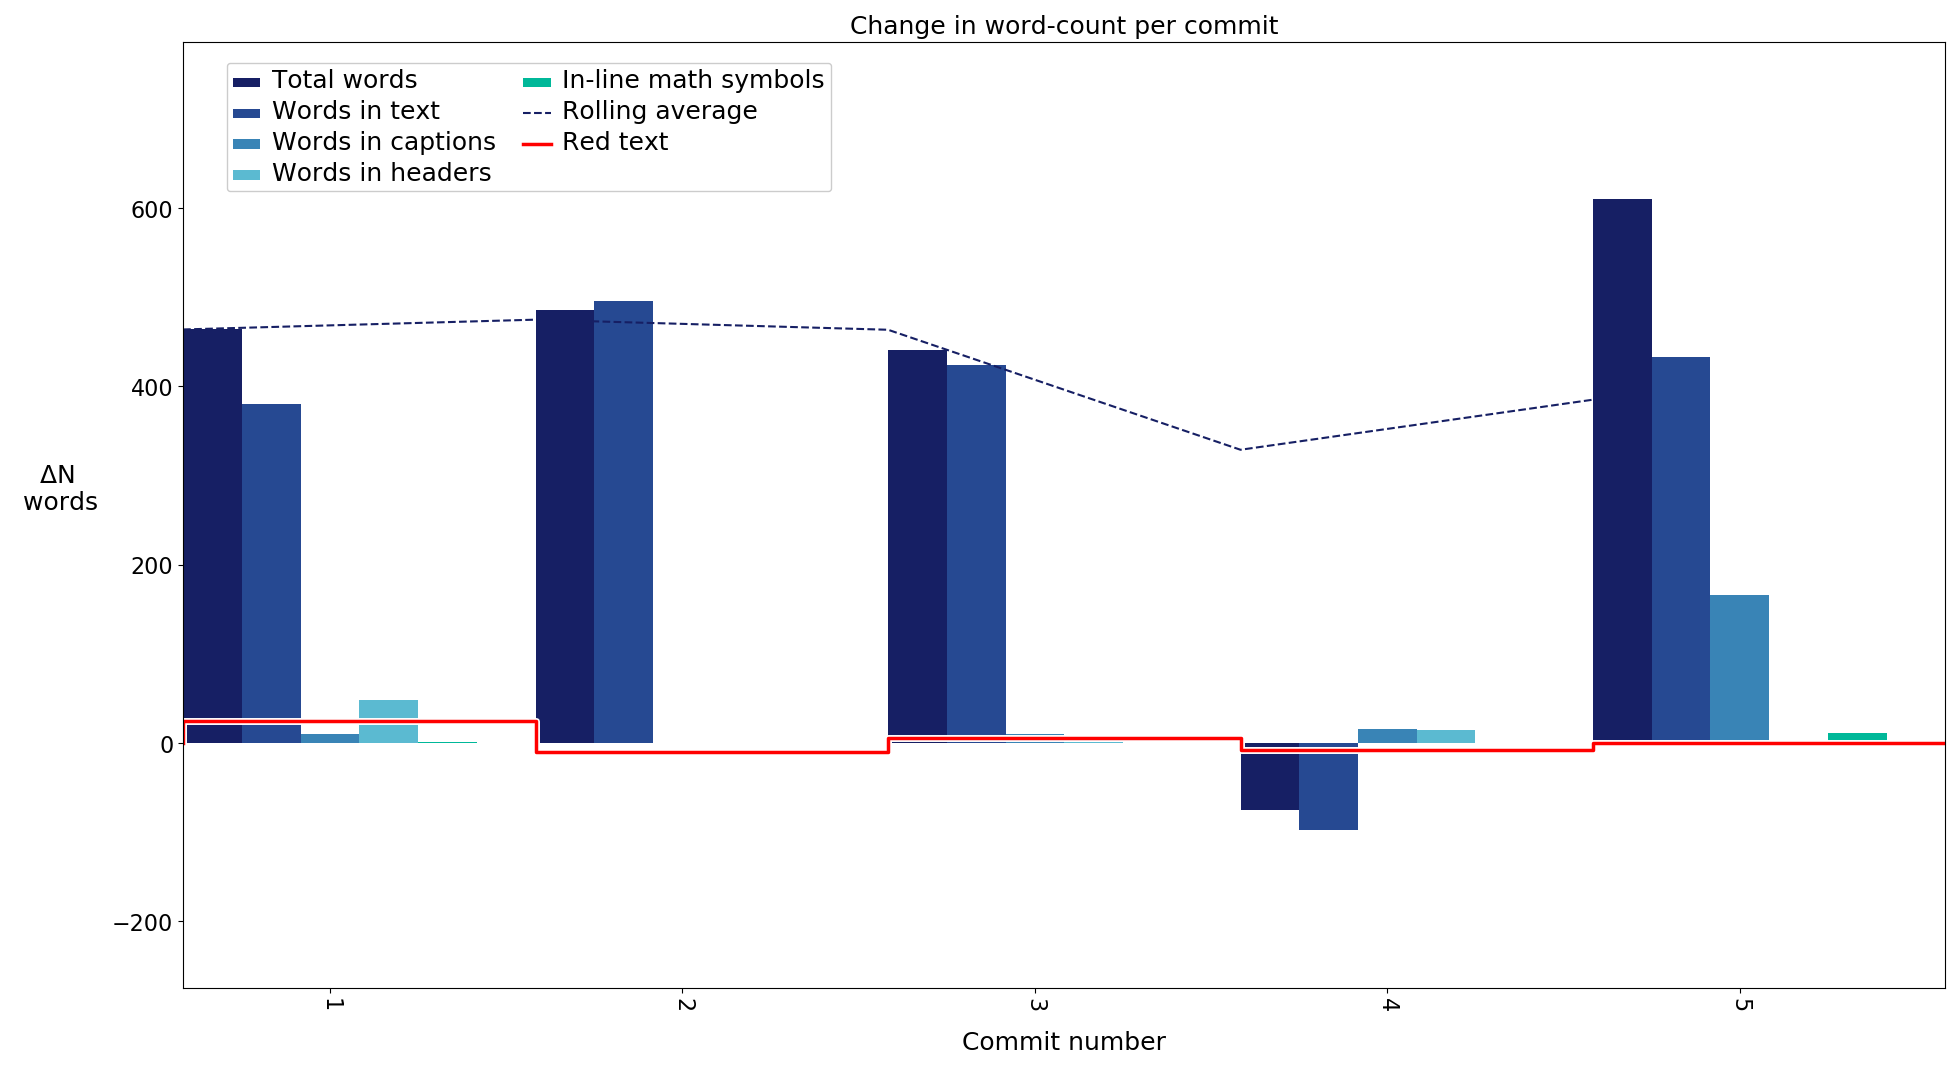 Change in word-count per commit
Total words
Words in text
Words in captions
Words in headers
In-line math symbols
Rolling average
Red text
600
400
200
0
−200
ΔN
words
1
2
3
4
5
Commit number